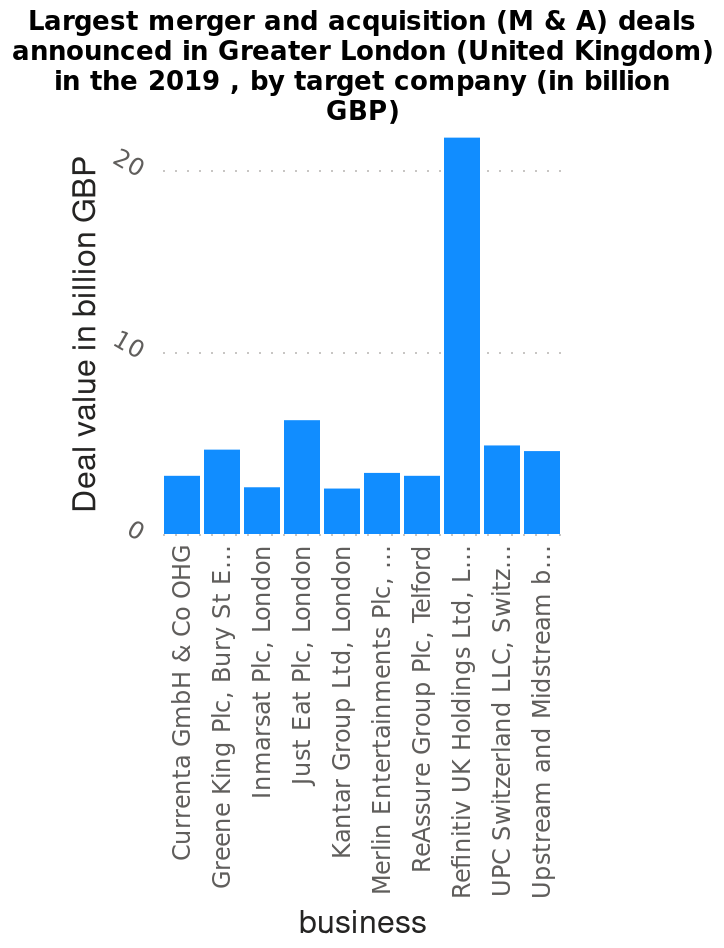 Largest merger and acquisition (M & A) deals
announced in Greater London (United Kingdom)
in the 2019 , by target company (in billion
GBP)
Deal value in billion GBP
20
10
0
Currenta GmbH & Co OHG
Greene King Plc, Bury St E...
Inmarsat Plc, London
Just Eat Plc, London
Kantar Group Ltd, London
Merlin Entertainments Plc, ...
ReAssure Group Plc, Telford
Refinitiv UK Holdings Ltd, L...
UPC Switzerland LLC, Switz...
Upstream and Midstream b...
business